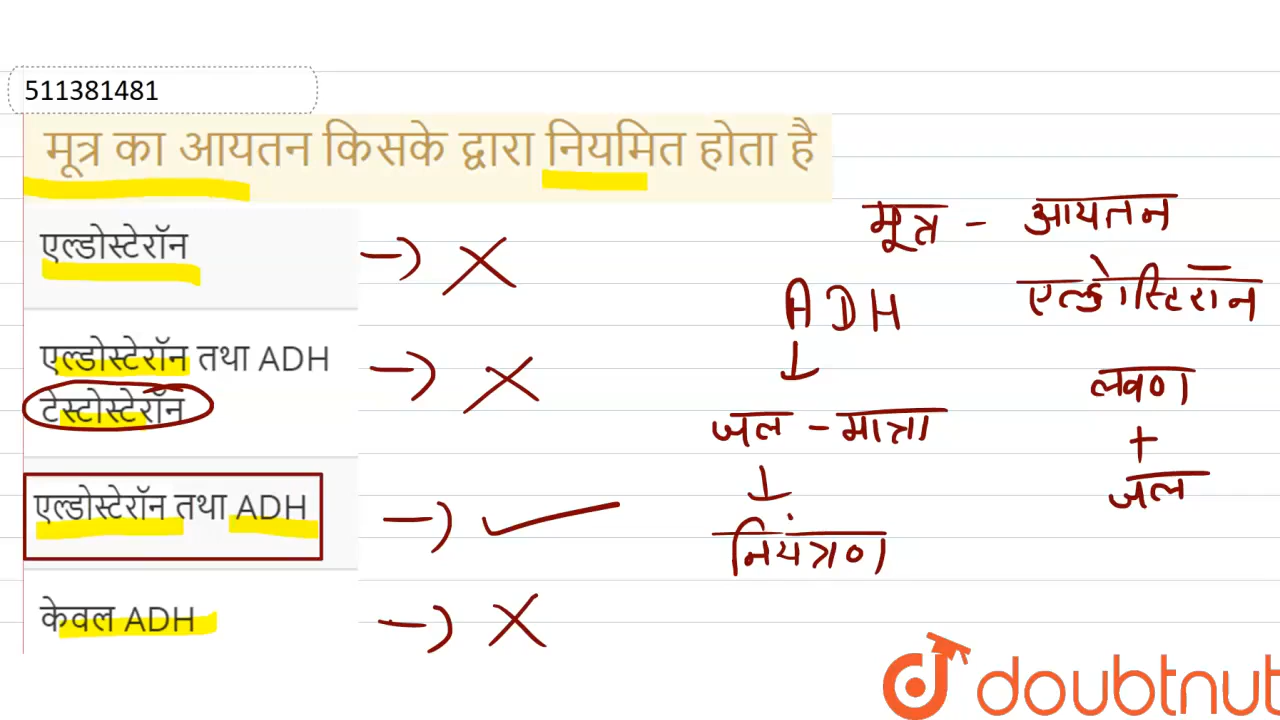 511381481
मूत्र का आयतन किसके द्वारा नियमित होता है
एल्डोस्टेरॉन
एल्डोस्टेरॉन तथा ADH
टेस्टोस्टेरॉन
एल्डोस्टेरॉन तथा ADH
केवल ADH
मूत्र - आयतन
ADH
एल्डोस्टिरॉन
जल - मात्रा
नियंत्रण
लवण
+
जल
doubtnut